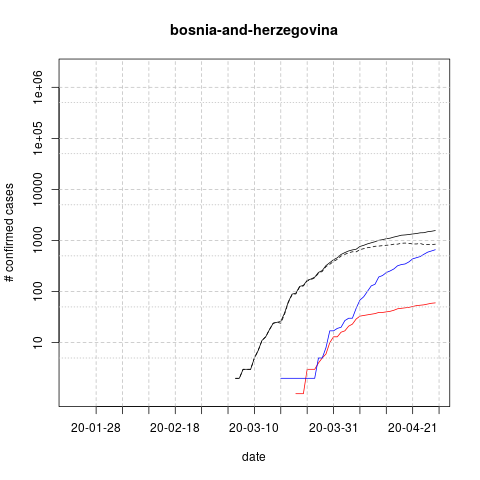 bosnia-and-herzegovina
# confirmed cases
1e+06
1e+05
10000
1000
100
10
20-01-28 20-02-18 20-03-10 20-03-31 20-04-21
date